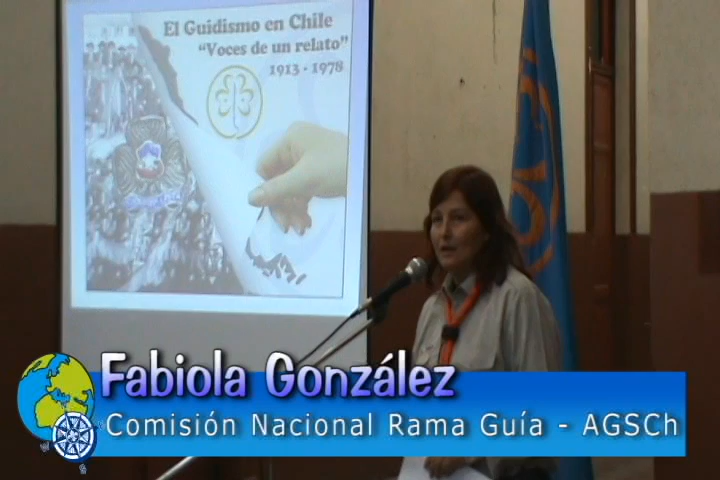 El Guidismo en Chile
"Voces de un relato"
1913 - 1978
Fabiola González
Comisión Nacional Rama Guía - AGSCh